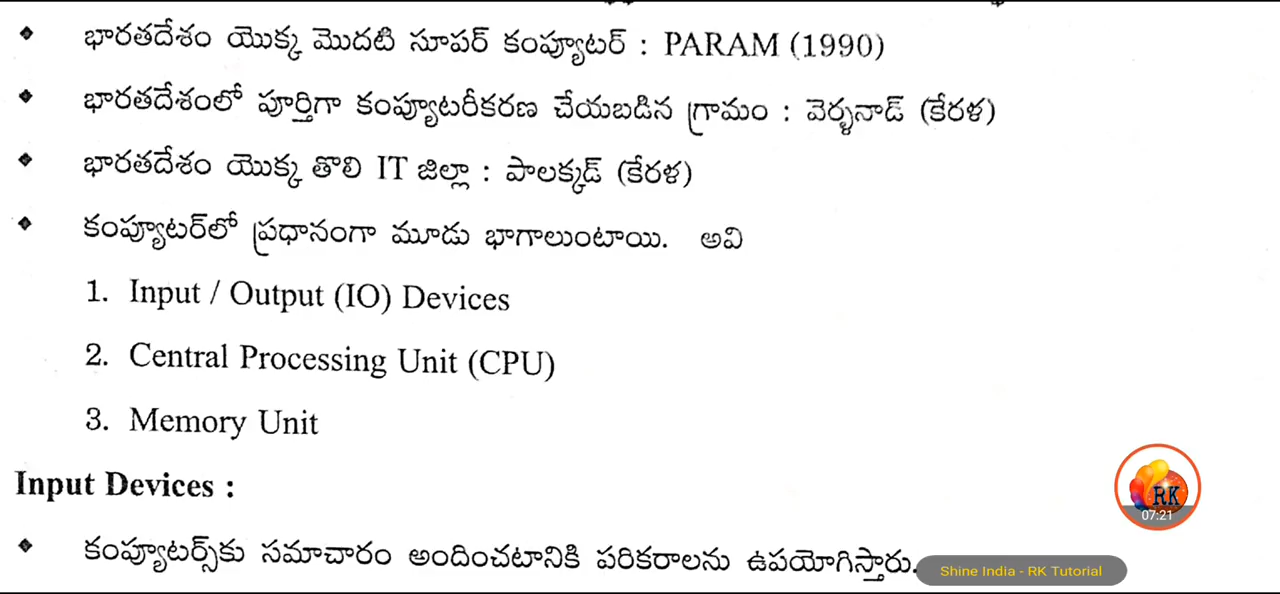 ❖ భారతదేశం యొక్క మొదటి సూపర్ కంప్యూటర్ : PARAM (1990)
❖ భారతదేశంలో పూర్తిగా కంప్యూటరీకరణ చేయబడిన గ్రామం : వెర్ళనాడ్ (కేరళ)
❖ భారతదేశం యొక్క తొలి IT జిల్లా : పాలక్కడ్ (కేరళ)
❖ కంప్యూటర్‌లో ప్రధానంగా మూడు భాగాలుంటాయి. అవి
1. Input / Output (IO) Devices
2. Central Processing Unit (CPU)
3. Memory Unit
Input Devices :
RK
07:21
❖ కంప్యూటర్స్‌కు సమాచారం అందించటానికి పరికరాలను ఉపయోగిస్తారు.
Shine India - RK Tutorial